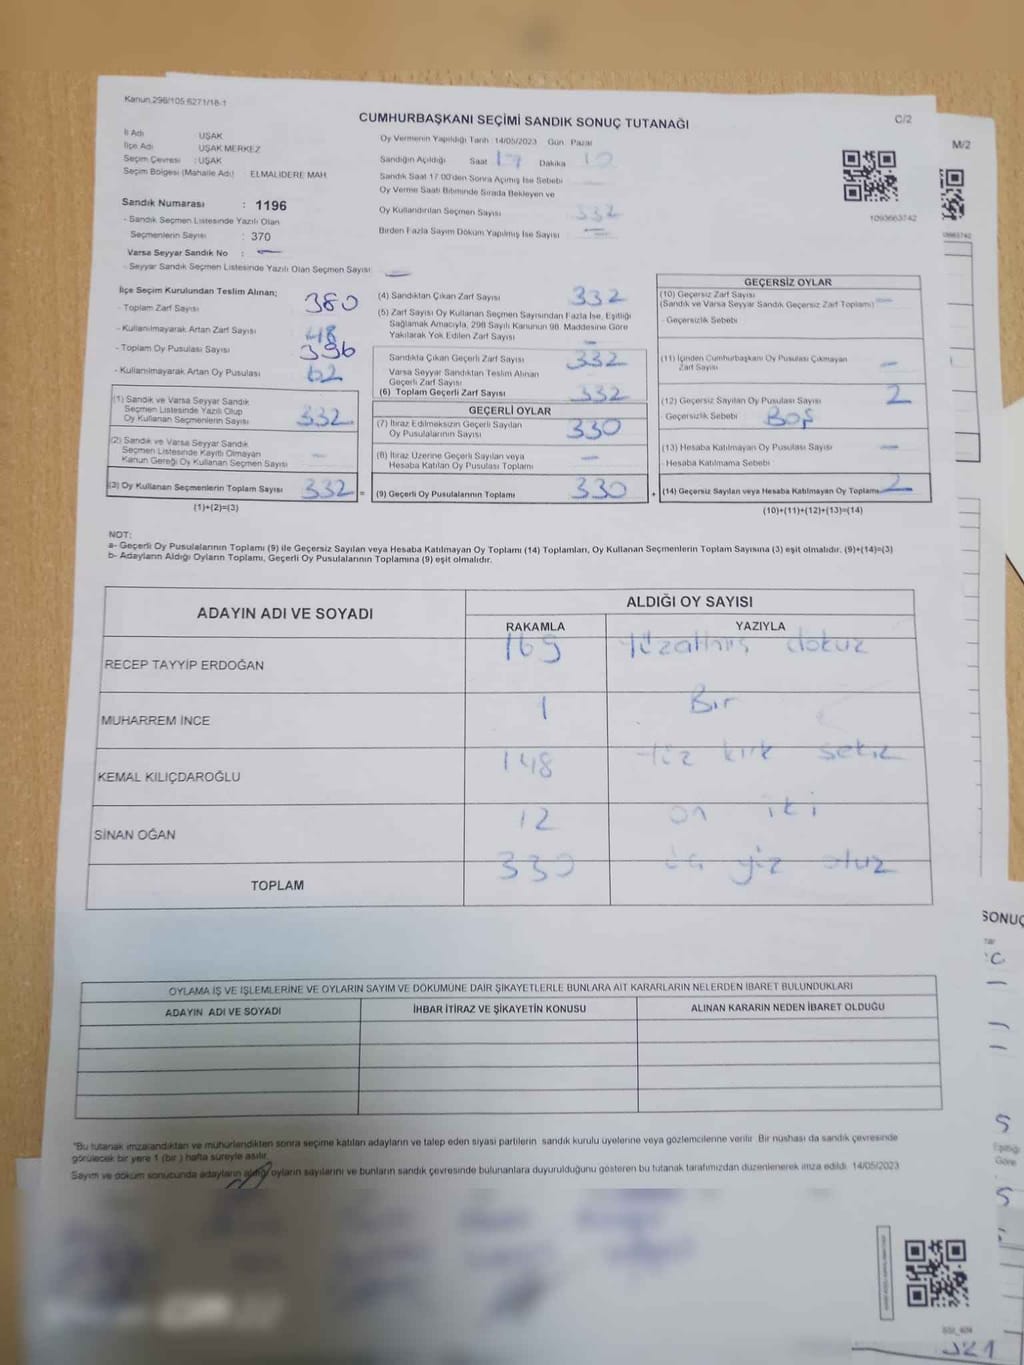 Kanun.296/105.6271/18-1
CUMHURBAŞKANI SEÇİMİ SANDIK SONUÇ TUTANAĞI
C/2
M/2
İl Adı : UŞAK
İlçe Adı : UŞAK MERKEZ
Seçim Çevresi : UŞAK
Seçim Bölgesi (Mahalle Adı) ELMALIDERE MAH
Oy Vermenin Yapıldığı Tarih :14/05/2023 Gün: Pazar
Sandığın Açıldığı Saat 17 Dakika
Sandık Saat 17:00'den Sonra Açmış İse Sebebi
Oy Verme Saati Bitiminde Sırada Bekleyen ve
Oy Kullandırılan Seçmen Sayısı 332
Birden Fazla Sayım Döküm Yapılmış İse Sayısı —
1093663742
Sandık Numarası : 1196
- Sandık Seçmen Listesinde Yazılı Olan
Seçmenlerin Sayısı : 370
Varsa Seyyar Sandık No : —
- Seyyar Sandık Seçmen Listesinde Yazılı Olan Seçmen Sayısı: —
İlçe Seçim Kurulundan Teslim Alınan;
- Toplam Zarf Sayısı 380
- Kullanılmayarak Artan Zarf Sayısı 48
- Toplam Oy Pusulası Sayısı 396
- Kullanılmayarak Artan Oy Pusulası 62
(1) Sandık ve Varsa Seyyar Sandık
Seçmen Listesinde Yazılı Olup
Oy Kullanan Seçmenlerin Sayısı 332
(2) Sandık ve Varsa Seyyar Sandık
Seçmen Listesinde Kayıtlı Olmayan
Kanun Gereği Oy Kullanan Seçmen Sayısı —
(3) Oy Kullanan Seçmenlerin Toplam Sayısı 332 =
(1)+(2)=(3)
(4) Sandıktan Çıkan Zarf Sayısı 332
(5) Zarf Sayısı Oy Kullanan Seçmen Sayısından Fazla İse, Eşitliği
Sağlamak Amacıyla, 298 Sayılı Kanunun 98. Maddesine Göre
Yakılarak Yok Edilen Zarf Sayısı —
Sandıkta Çıkan Geçerli Zarf Sayısı 332
Varsa Seyyar Sandıktan Teslim Alınan
Geçerli Zarf Sayısı
(6) Toplam Geçerli Zarf Sayısı 332
GEÇERLİ OYLAR
(7) İtiraz Edilmeksizin Geçerli Sayılan
Oy Pusulalarının Sayısı 330
(8) İtiraz Üzerine Geçerli Sayılan veya
Hesaba Katılan Oy Pusulası Toplamı —
(9) Geçerli Oy Pusulalarının Toplamı 330 +
GEÇERSİZ OYLAR
(10) Geçersiz Zarf Sayısı —
(Sandık ve Varsa Seyyar Sandık Geçersiz Zarf Toplamı)
Geçersizlik Sebebi
(11) İçinden Cumhurbaşkanı Oy Pusulası Çıkmayan
Zarf Sayısı —
(12) Geçersiz Sayılan Oy Pusulası Sayısı 2
Geçersizlik Sebebi BOŞ
(13) Hesaba Katılmayan Oy Pusulası Sayısı —
Hesaba Katılmama Sebebi
(14) Geçersiz Sayılan veya Hesaba Katılmayan Oy Toplamı 2
(10)+(11)+(12)+(13)=(14)
NOT:
a- Geçerli Oy Pusulalarının Toplamı (9) ile Geçersiz Sayılan veya Hesaba Katılmayan Oy Toplamı (14) Toplamları, Oy Kullanan Seçmenlerin Toplam Sayısına (3) eşit olmalıdır. (9)+(14)=(3)
b- Adayların Aldığı Oyların Toplamı, Geçerli Oy Pusulalarının Toplamına (9) eşit olmalıdır.
ADAYIN ADI VE SOYADI ALDIĞI OY SAYISI
RAKAMLA YAZIYLA
RECEP TAYYİP ERDOĞAN 169 Yüzaltmış dokuz
MUHARREM İNCE 1 Bir
KEMAL KILIÇDAROĞLU 148 Yüz kırk sekiz
SİNAN OĞAN 12 on iki
TOPLAM 330 üç yüz otuz
OYLAMA İŞ VE İŞLEMLERİNE VE OYLARIN SAYIM VE DÖKÜMÜNE DAİR ŞİKAYETLERLE BUNLARA AİT KARARLARIN NELERDEN İBARET BULUNDUKLARI
ADAYIN ADI VE SOYADI İHBAR İTİRAZ VE ŞİKAYETİN KONUSU ALINAN KARARIN NEDEN İBARET OLDUĞU
*Bu tutanak imzalandıktan ve mühürlendikten sonra seçime katılan adayların ve talep eden siyasi partilerin sandık kurulu üyelerine veya gözlemcilerine verilir. Bir nüshası da sandık çevresinde
görülecek bir yere 1 (bir) hafta süreyle asılır.
Sayım ve döküm sonucunda adayların aldığı oyların sayılarını ve bunların sandık çevresinde bulunanlara duyurulduğunu gösteren bu tutanak tarafımızdan düzenlenerek imza edildi. 14/05/2023
SONUÇ
321